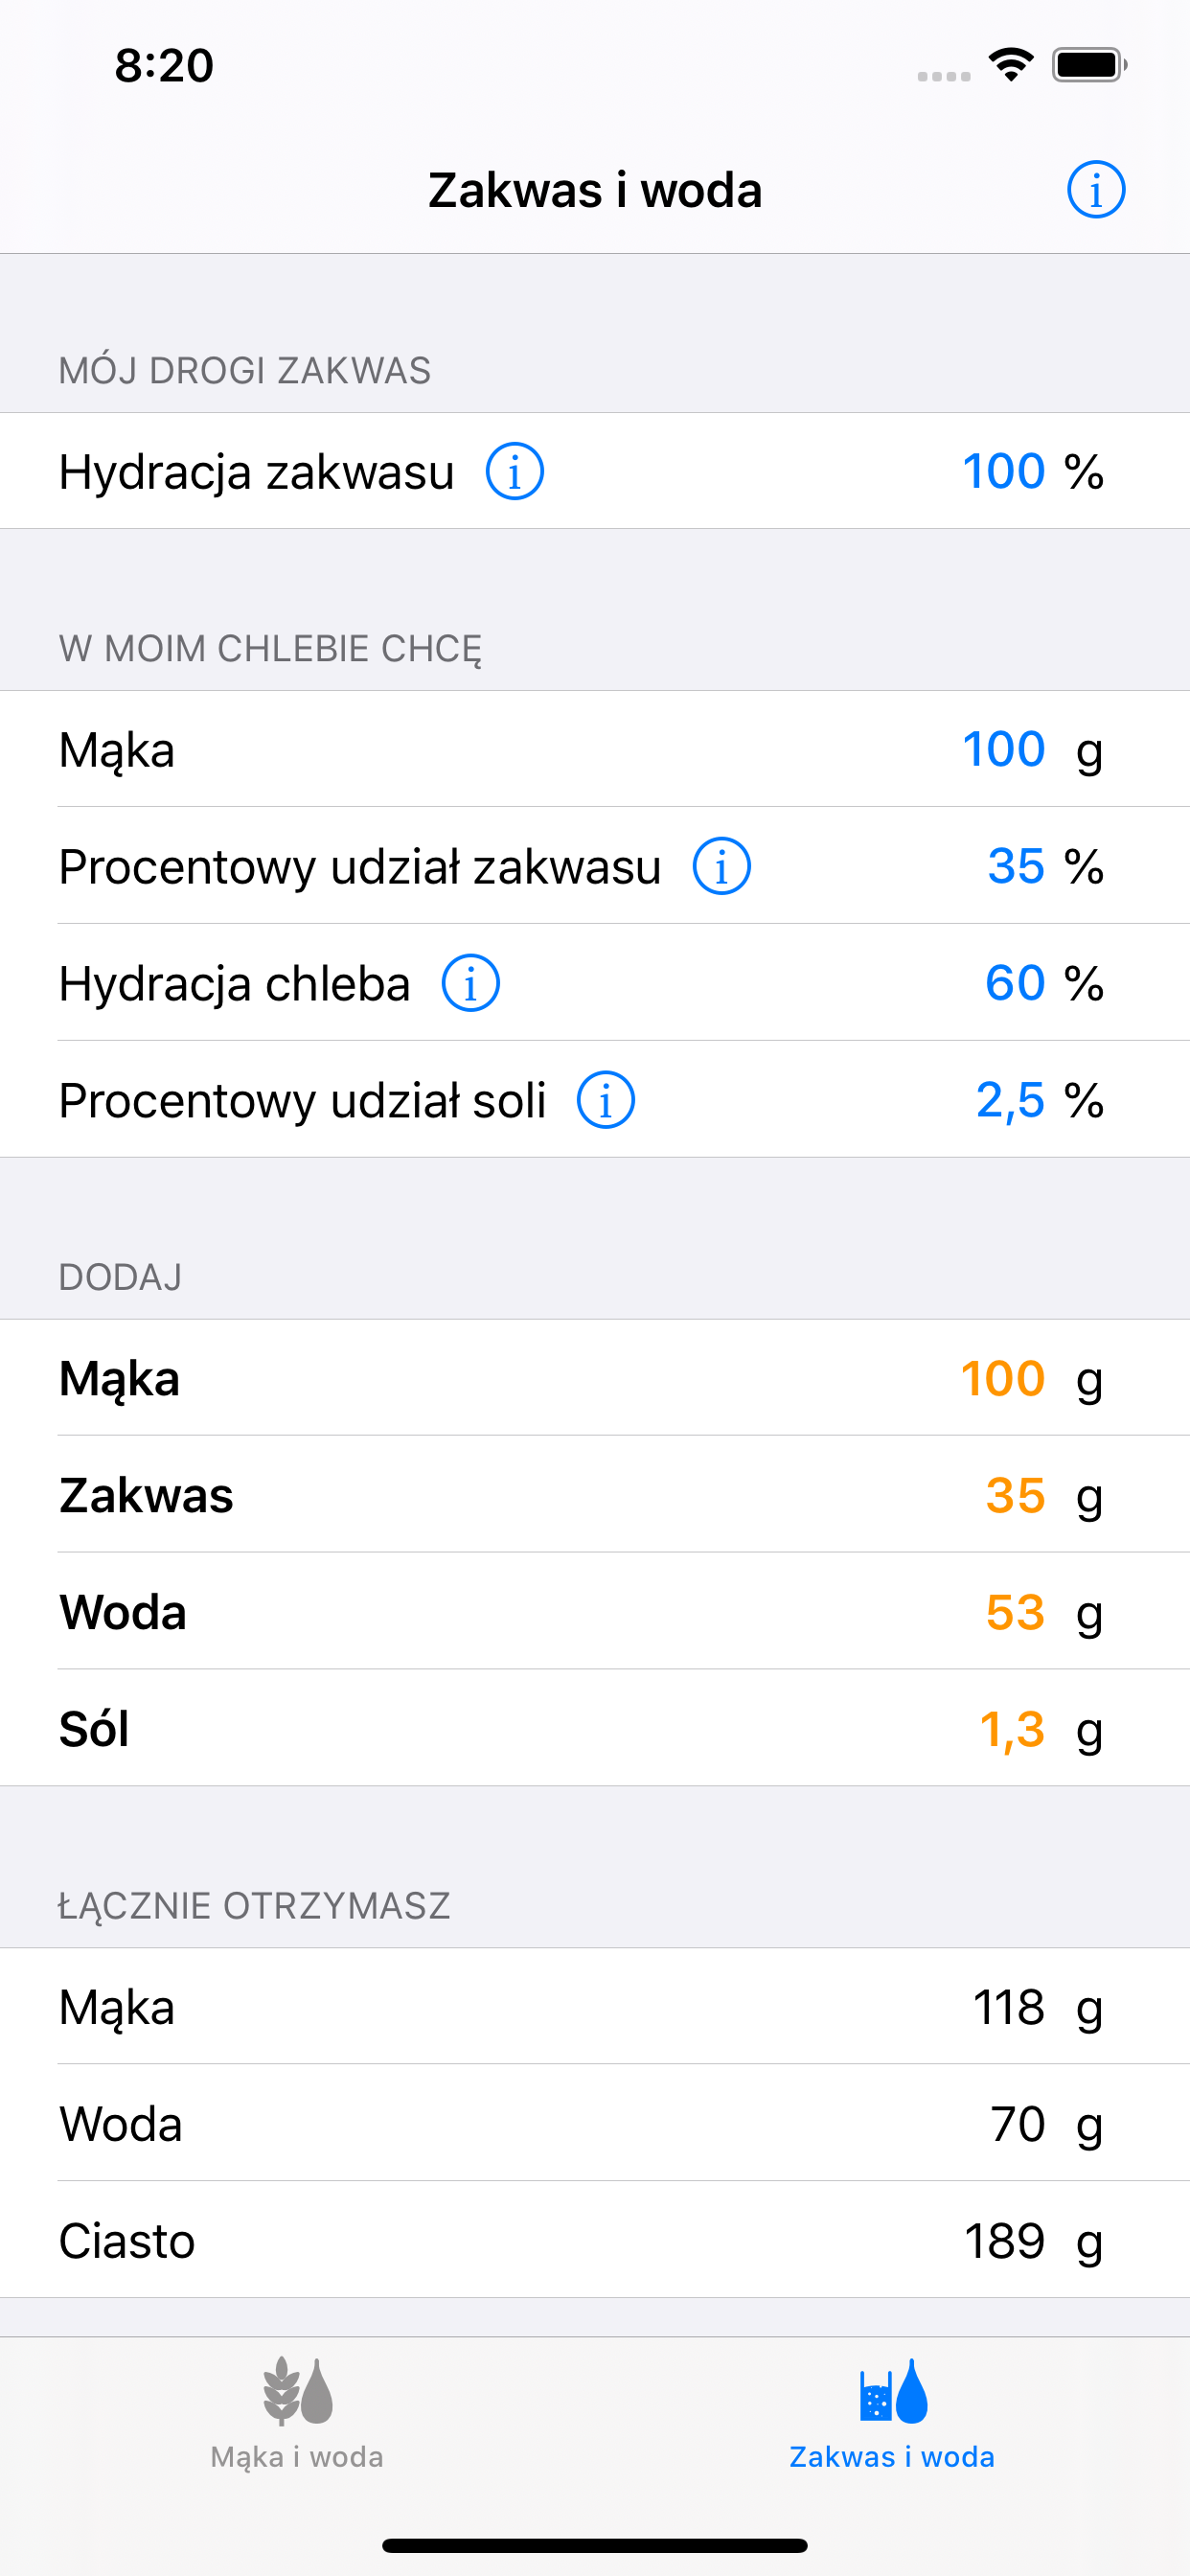 8:20
Zakwas i woda
MÓJ DROGI ZAKWAS
Hydracja zakwasu i 100 %
W MOIM CHLEBIE CHCĘ
Mąka 100 g
Procentowy udział zakwasu i 35 %
Hydracja chleba i 60 %
Procentowy udział soli i 2,5 %
DODAJ
Mąka 100 g
Zakwas 35 g
Woda 53 g
Sól 1,3 g
ŁĄCZNIE OTRZYMASZ
Mąka 118 g
Woda 70 g
Ciasto 189 g
Mąka i woda Zakwas i woda